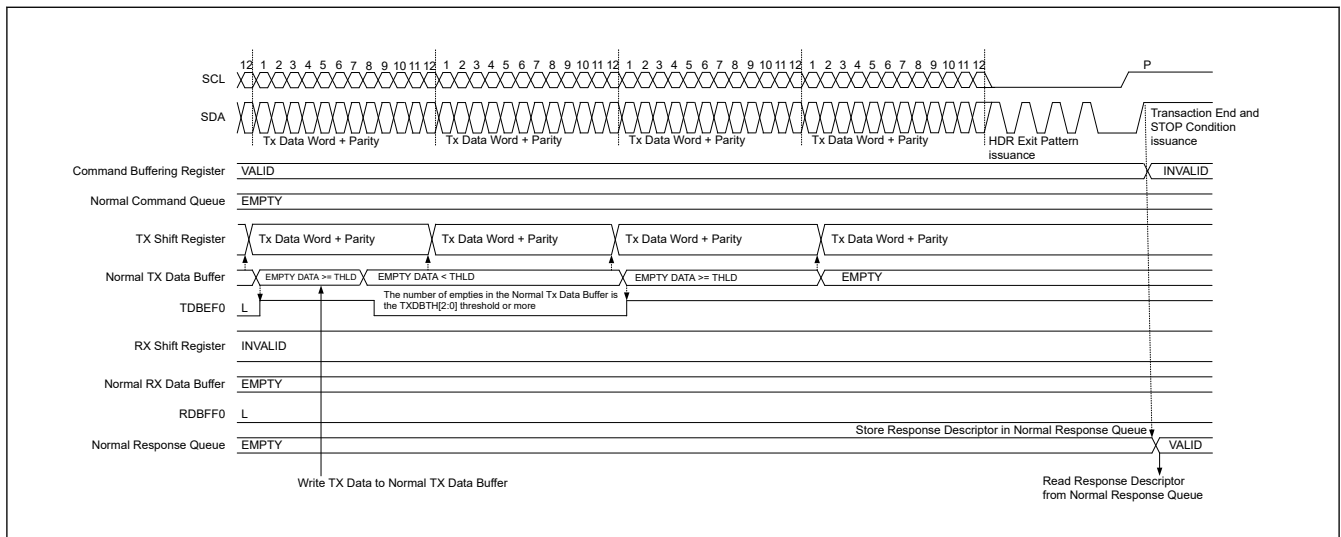 12 1 2 3 4 5 6 7 8 9 10 11 12 1 2 3 4 5 6 7 8 9 10 11 12 1 2 3 4 5 6 7 8 9 10 11 12 1 2 3 4 5 6 7 8 9 10 11 12 P
SCL
SDA
Tx Data Word + Parity Tx Data Word + Parity Tx Data Word + Parity Tx Data Word + Parity
HDR Exit Pattern
issuance
Transaction End and
STOP Condition
issuance
Command Buffering Register VALID INVALID
Normal Command Queue EMPTY
TX Shift Register Tx Data Word + Parity Tx Data Word + Parity Tx Data Word + Parity Tx Data Word + Parity
Normal TX Data Buffer EMPTY DATA >= THLD EMPTY DATA < THLD EMPTY DATA >= THLD EMPTY
The number of empties in the Normal Tx Data Buffer is
the TXDBTH[2:0] threshold or more
TDBEF0 L
RX Shift Register INVALID
Normal RX Data Buffer EMPTY
RDBFF0 L
Store Response Descriptor in Normal Response Queue
Normal Response Queue EMPTY VALID
Write TX Data to Normal TX Data Buffer
Read Response Descriptor
from Normal Response Queue